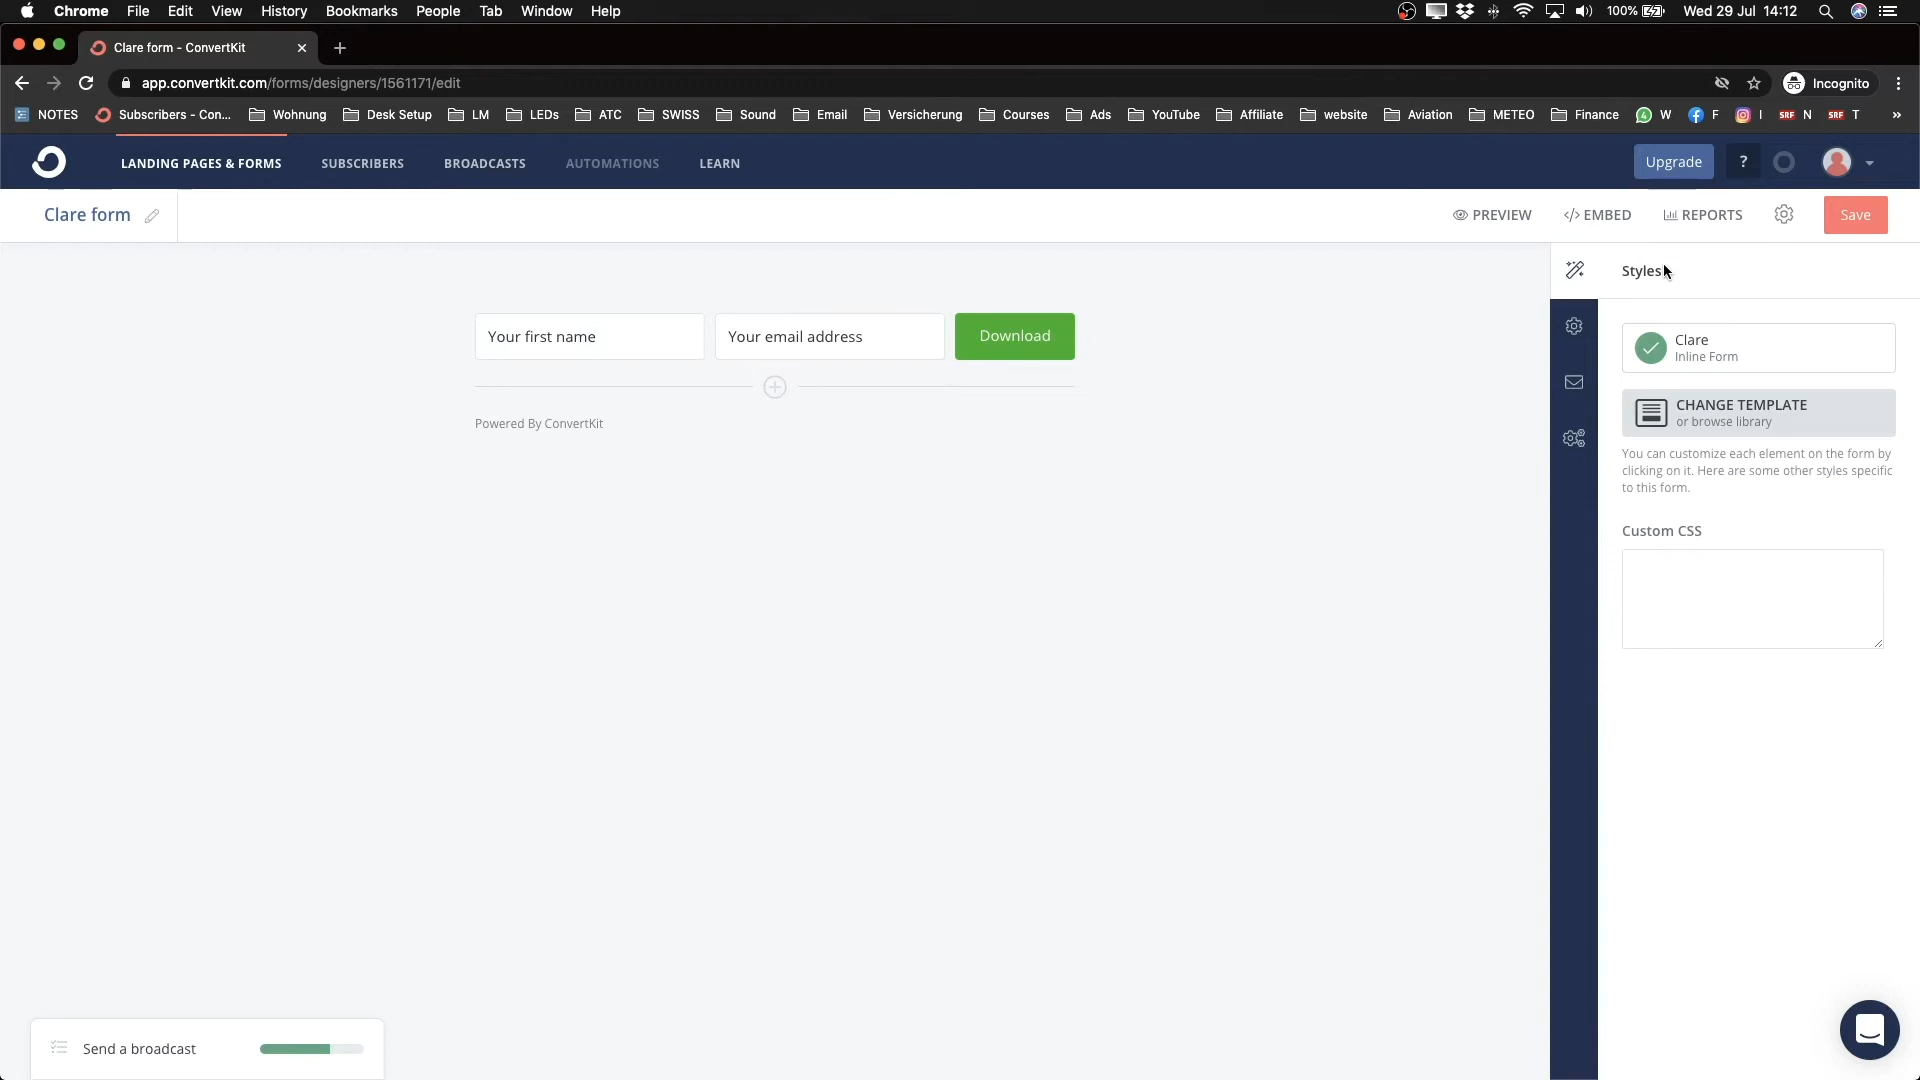 Chrome File Edit View History Bookmarks People Tab Window Help 100% Wed 29 Jul 14:12
Clare form - ConvertKit
app.convertkit.com/forms/designers/1561171/edit Incognito
NOTES Subscribers - Con... Wohnung Desk Setup LM LEDs ATC SWISS Sound Email Versicherung Courses Ads YouTube Affiliate website Aviation METEO Finance 4 W F I SRF N SRF T »
LANDING PAGES & FORMS SUBSCRIBERS BROADCASTS AUTOMATIONS LEARN Upgrade ?
Clare form PREVIEW </> EMBED REPORTS Save
Styles
Your first name Your email address Download
Powered By ConvertKit
Clare
Inline Form
CHANGE TEMPLATE
or browse library
You can customize each element on the form by
clicking on it. Here are some other styles specific
to this form.
Custom CSS
Send a broadcast